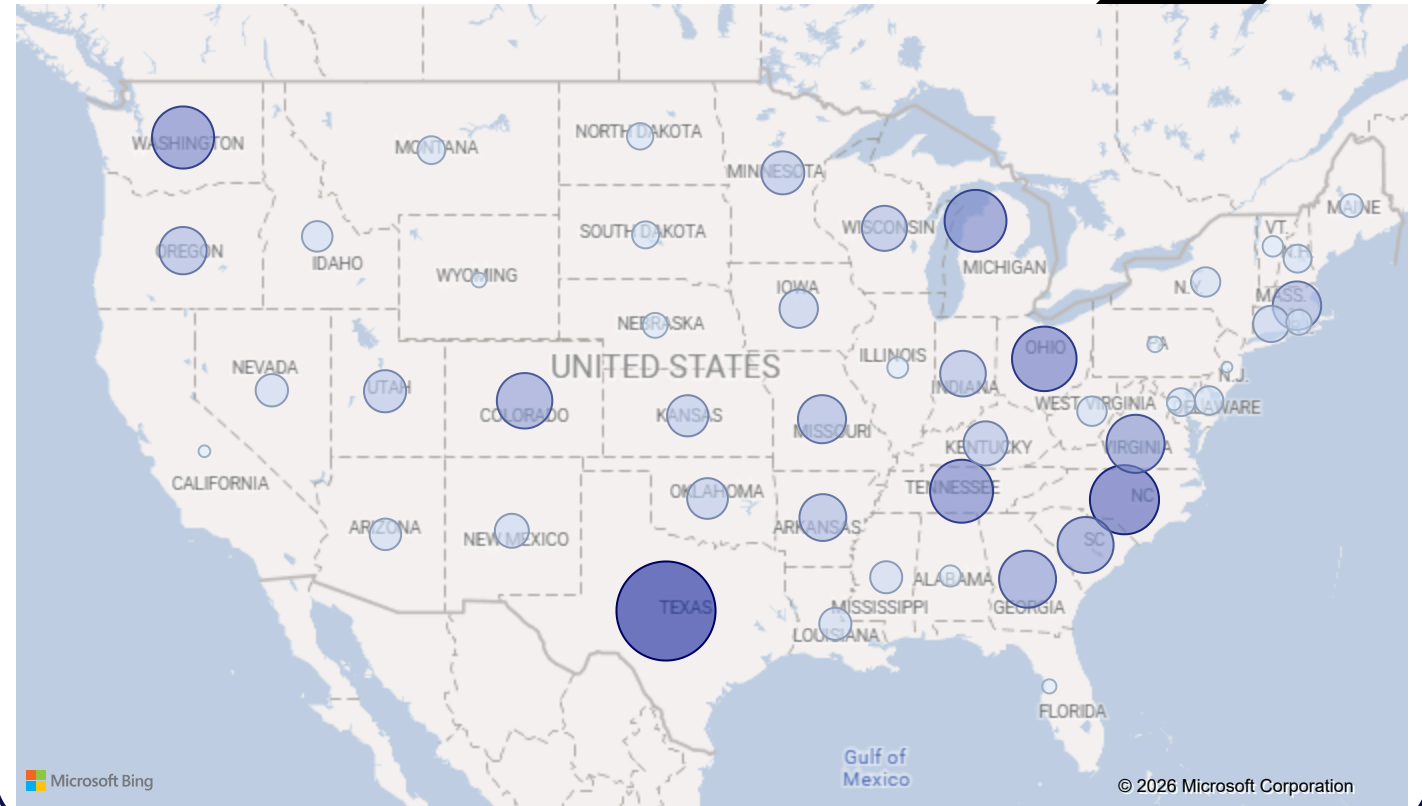 WASHINGTON
MONTANA
NORTH DAKOTA
MINNESOTA
MAINE
OREGON
IDAHO
SOUTH DAKOTA
WISCONSIN
VT.
N.H.
WYOMING
MICHIGAN
IOWA
N.Y.
MASS.
R.I.
NEBRASKA
NEVADA
UNITED STATES
ILLINOIS
OHIO
PA
N.J.
UTAH
COLORADO
KANSAS
INDIANA
WEST VIRGINIA
DELAWARE
MISSOURI
KENTUCKY
VIRGINIA
CALIFORNIA
OKLAHOMA
TENNESSEE
NC
ARIZONA
NEW MEXICO
ARKANSAS
SC
TEXAS
MISSISSIPPI
ALABAMA
GEORGIA
LOUISIANA
FLORIDA
Gulf of
Mexico
Microsoft Bing
© 2026 Microsoft Corporation